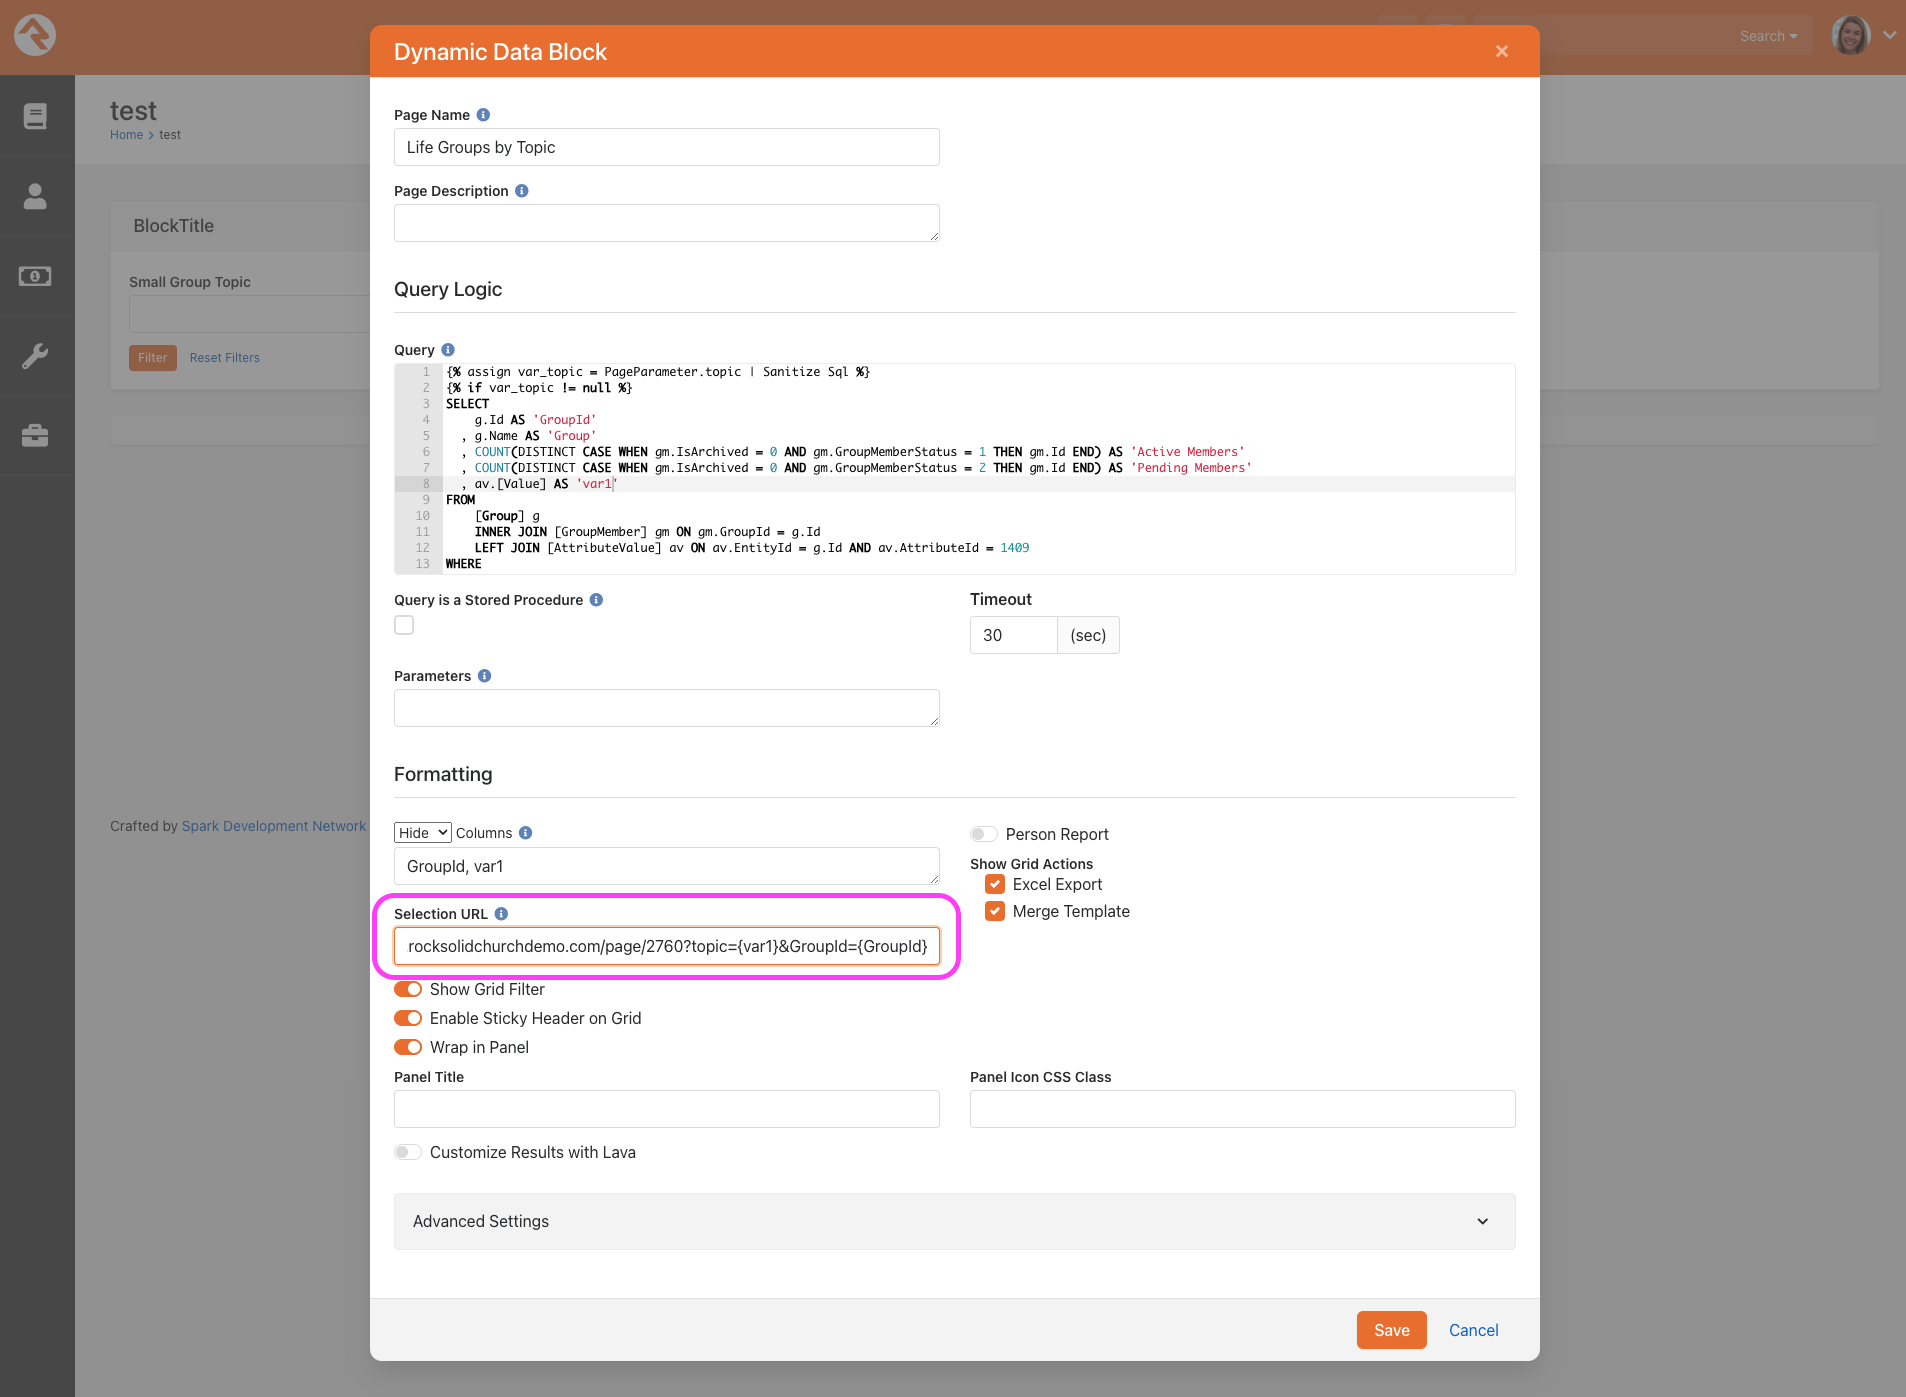 Search
Dynamic Data Block
×
test
Home > test
BlockTitle
Small Group Topic
Filter
Reset Filters
Crafted by Spark Development Network
Page Name
Life Groups by Topic
Page Description
Query Logic
Query
1 {% assign var_topic = PageParameter.topic | Sanitize Sql %}
2 {% if var_topic != null %}
3 SELECT
4 g.Id AS 'GroupId'
5 , g.Name AS 'Group'
6 , COUNT(DISTINCT CASE WHEN gm.IsArchived = 0 AND gm.GroupMemberStatus = 1 THEN gm.Id END) AS 'Active Members'
7 , COUNT(DISTINCT CASE WHEN gm.IsArchived = 0 AND gm.GroupMemberStatus = 2 THEN gm.Id END) AS 'Pending Members'
8 , av.[Value] AS 'var1'
9 FROM
10 [Group] g
11 INNER JOIN [GroupMember] gm ON gm.GroupId = g.Id
12 LEFT JOIN [AttributeValue] av ON av.EntityId = g.Id AND av.AttributeId = 1409
13 WHERE
Query is a Stored Procedure
Timeout
30 (sec)
Parameters
Formatting
Hide Columns
GroupId, var1
Person Report
Show Grid Actions
Excel Export
Merge Template
Selection URL
rocksolidchurchdemo.com/page/2760?topic={var1}&GroupId={GroupId}
Show Grid Filter
Enable Sticky Header on Grid
Wrap in Panel
Panel Title
Panel Icon CSS Class
Customize Results with Lava
Advanced Settings
Save
Cancel